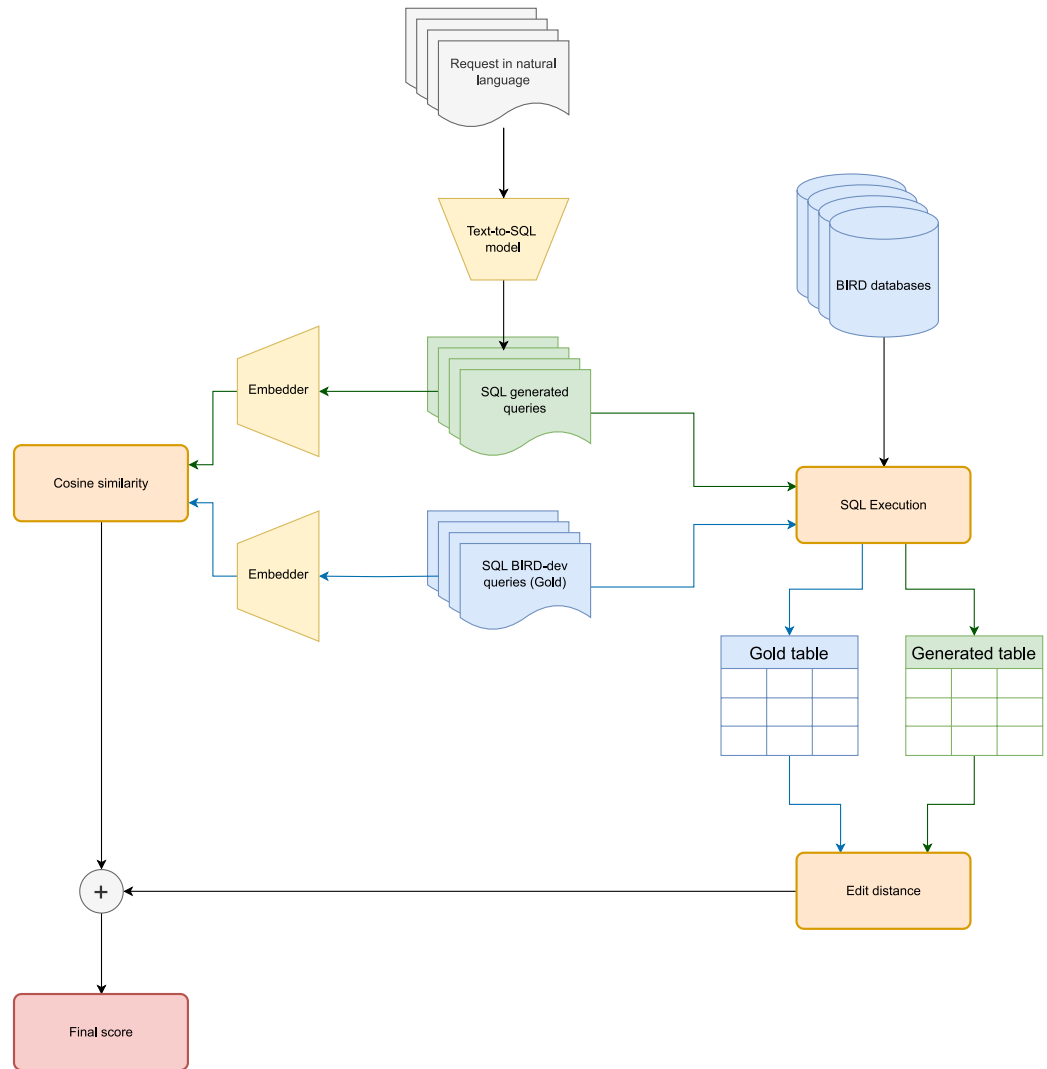 Request in natural
language
Text-to-SQL
model
BIRD databases
Embedder
SQL generated
queries
Cosine similarity
SQL Execution
Embedder
SQL BIRD-dev
queries (Gold)
Gold table
Generated table
Edit distance
+
Final score